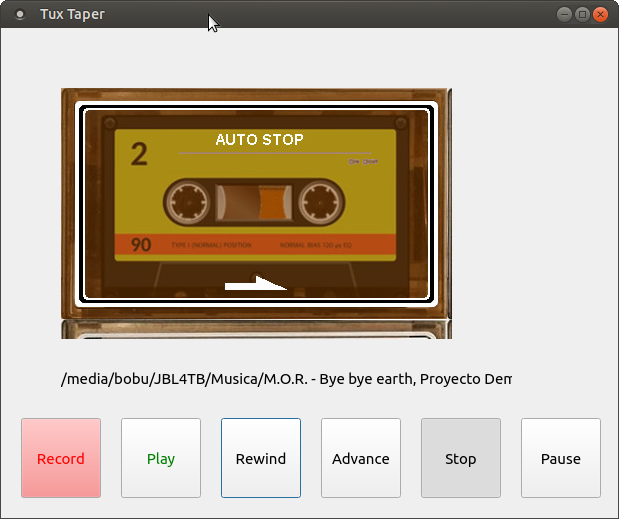 Tux Taper
2
AUTO STOP
90 TYPE I (NORMAL) POSITION NORMAL BIAS 120 µs EQ
/media/bobu/JBL4TB/Musica/M.O.R. - Bye bye earth, Proyecto Dem
Record Play Rewind Advance Stop Pause